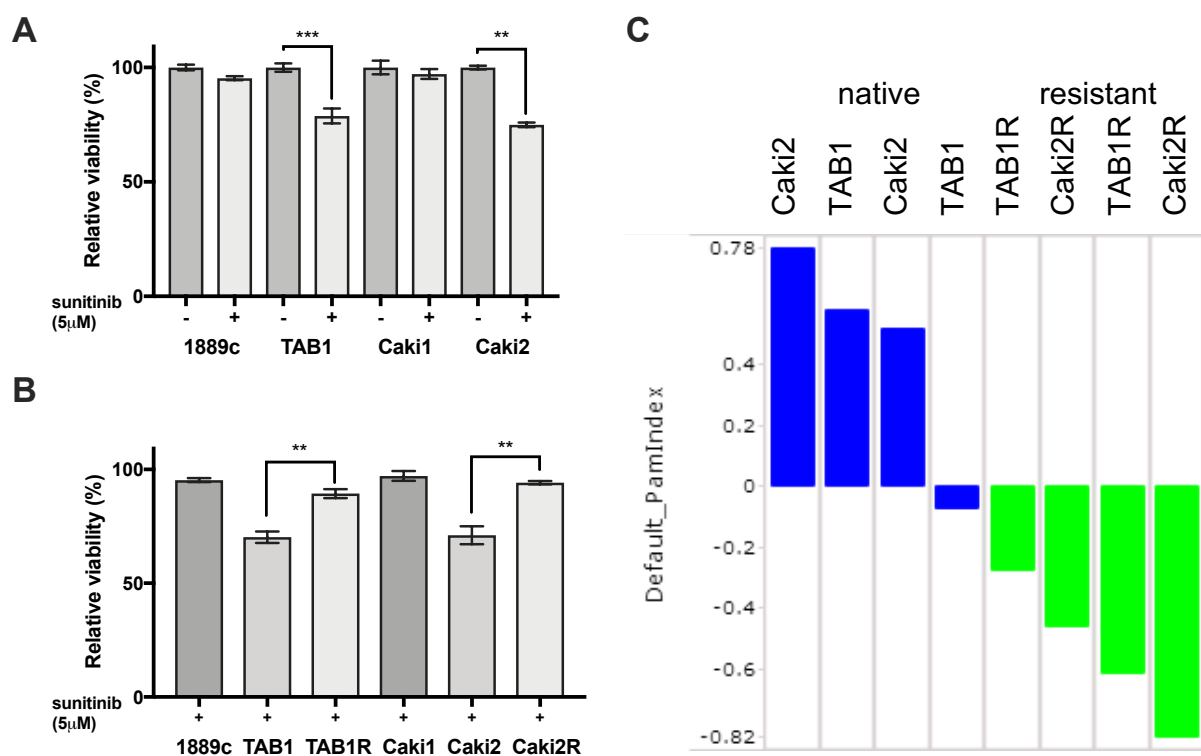 A
Relative viability (%)
100
50
0
*** **
sunitinib
(5μM)
- + - + - + - +
1889c TAB1 Caki1 Caki2
B
Relative viability (%)
100
50
0
** **
sunitinib
(5μM)
+ + + + + +
1889c TAB1 TAB1R Caki1 Caki2 Caki2R
C
native resistant
Caki2 TAB1 Caki2 TAB1 TAB1R Caki2R TAB1R Caki2R
Default_PamIndex
0.78
0.4
0.2
0
-0.2
-0.4
-0.6
-0.82